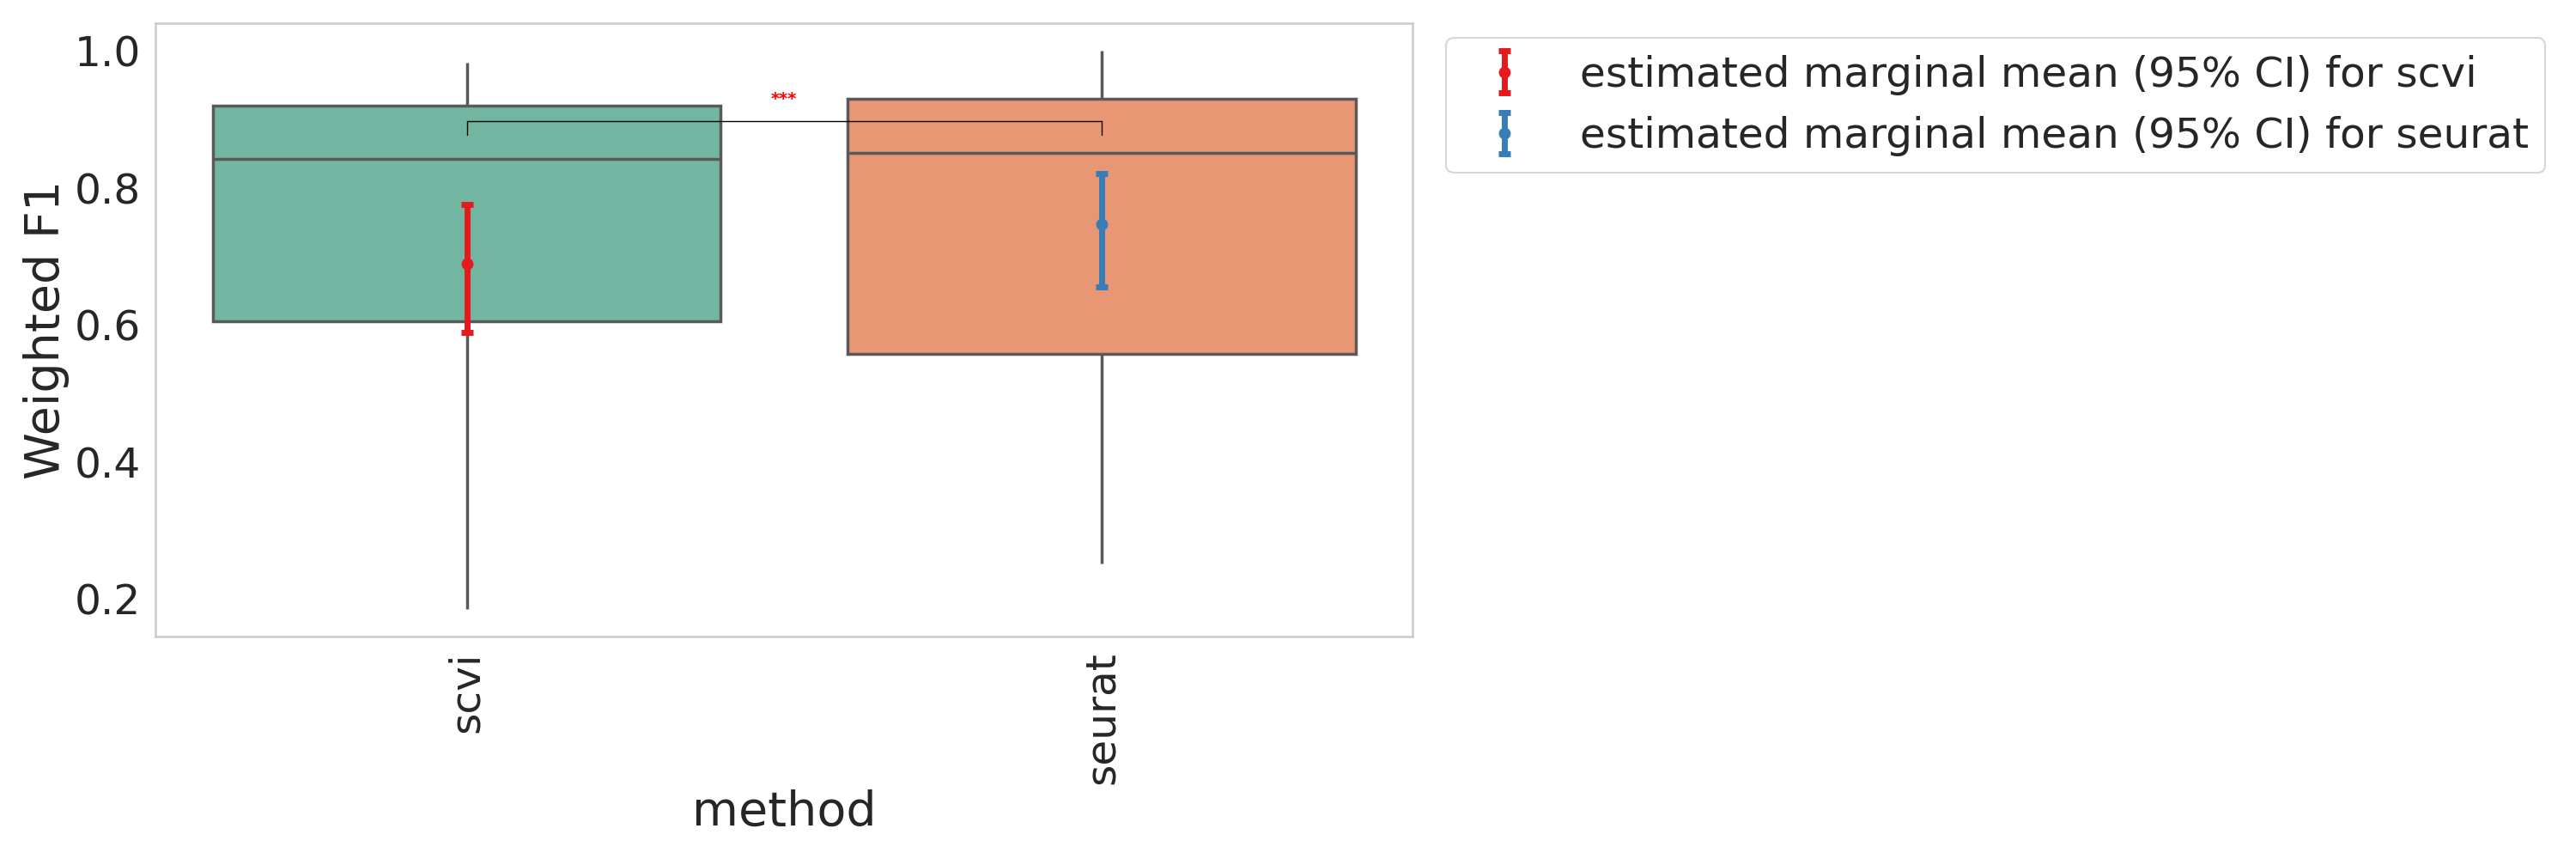 Weighted F1
1.0
0.8
0.6
0.4
0.2
***
scvi
seurat
method
estimated marginal mean (95% CI) for scvi
estimated marginal mean (95% CI) for seurat